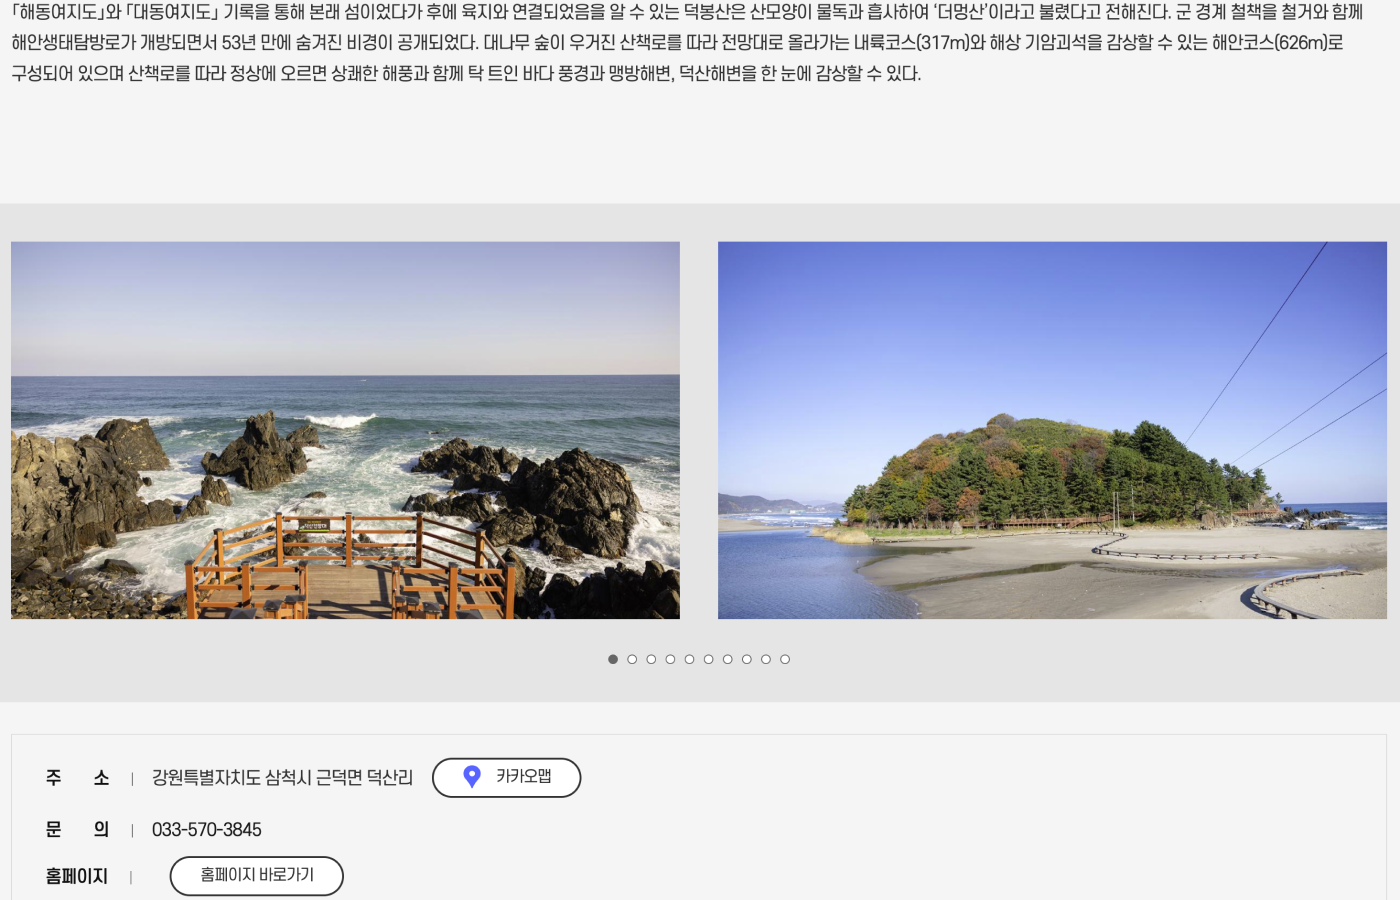 「해동여지도」와 「대동여지도」 기록을 통해 본래 섬이었다가 후에 육지와 연결되었음을 알 수 있는 덕봉산은 산모양이 물독과 흡사하여 ‘더멍산’이라고 불렸다고 전해진다. 군 경계 철책을 철거와 함께
해안생태탐방로가 개방되면서 53년 만에 숨겨진 비경이 공개되었다. 대나무 숲이 우거진 산책로를 따라 전망대로 올라가는 내륙코스(317m)와 해상 기암괴석을 감상할 수 있는 해안코스(626m)로
구성되어 있으며 산책로를 따라 정상에 오르면 상쾌한 해풍과 함께 탁 트인 바다 풍경과 맹방해변, 덕산해변을 한 눈에 감상할 수 있다.
주 소 | 강원특별자치도 삼척시 근덕면 덕산리 카카오맵
문 의 | 033-570-3845
홈페이지 | 홈페이지 바로가기